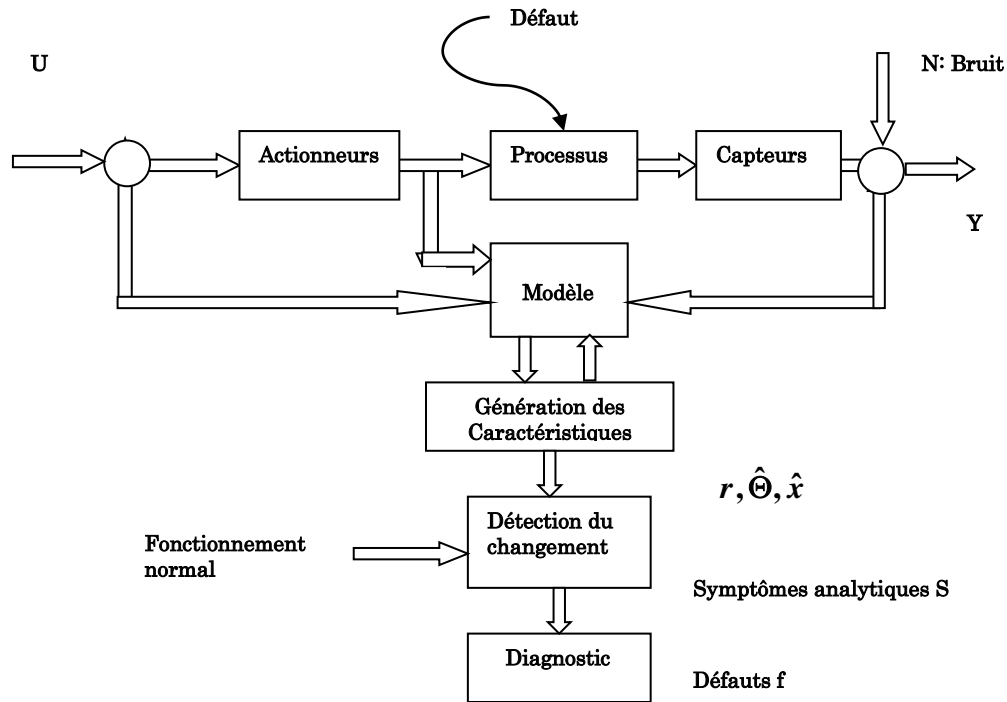 Défaut
U
N: Bruit
Actionneurs
Processus
Capteurs
Y
Modèle
Génération des
Caractéristiques
r, Θ̂, x̂
Détection du
changement
Fonctionnement
normal
Symptômes analytiques S
Diagnostic
Défauts f